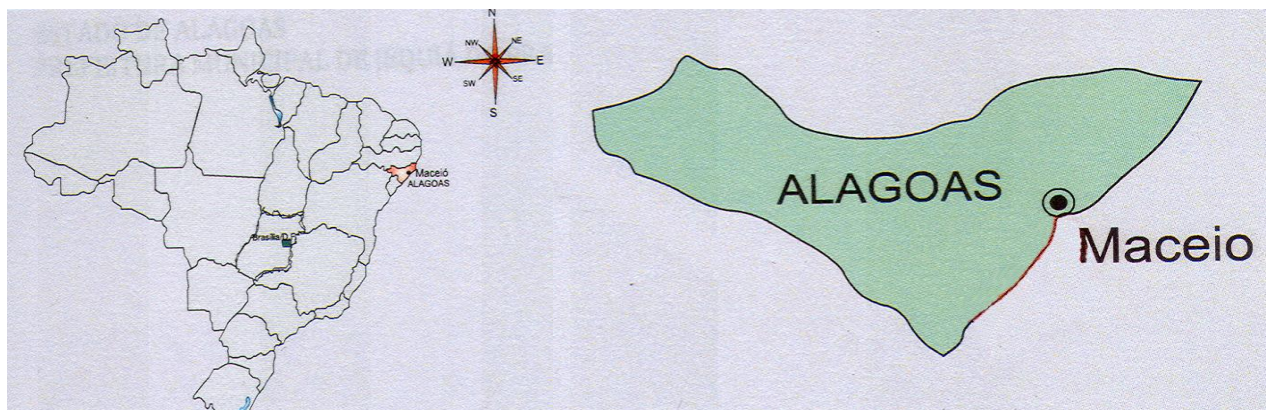 N
NW
NE
W
E
SW
SE
S
Maceió
ALAGOAS
Brasília/D.F.
ALAGOAS
Maceio